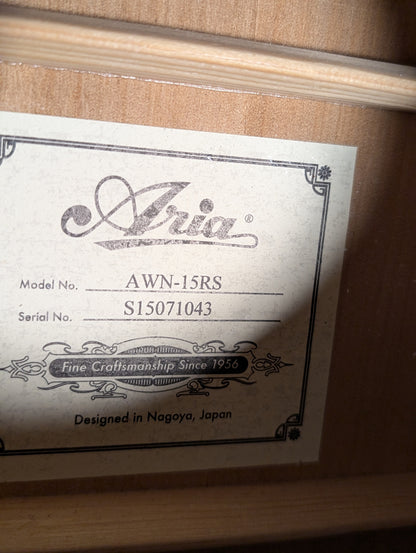 Aria®
Model No. AWN-15RS
Serial No. S15071043
Fine Craftsmanship Since 1956
Designed in Nagoya, Japan